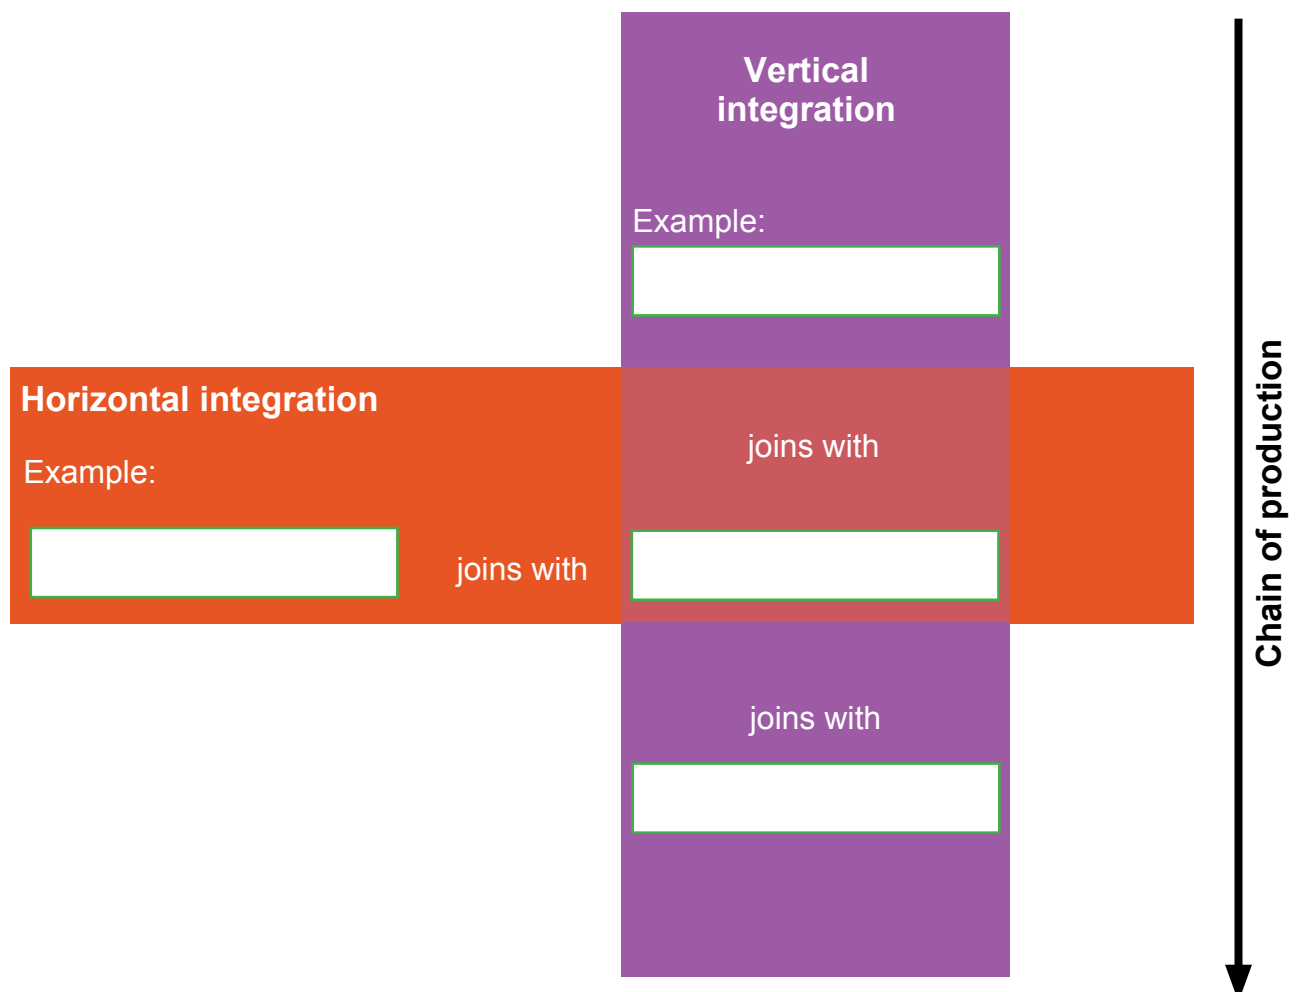 Vertical
integration
Example:
Horizontal integration
Example:
joins with
joins with
joins with
Chain of production